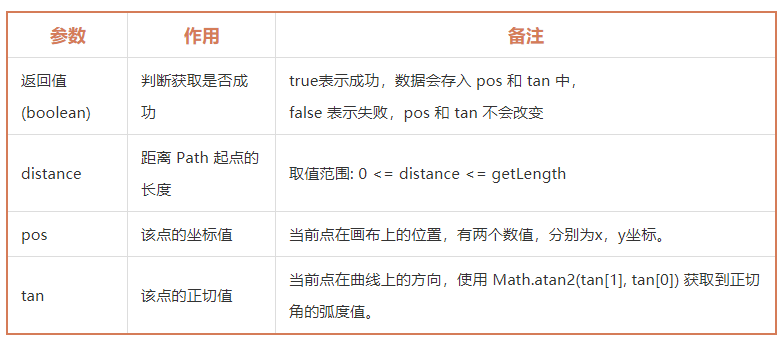 参数 作用 备注
返回值 判断获取是否成 true表示成功，数据会存入 pos 和 tan 中，
(boolean) 功 false 表示失败，pos 和 tan 不会改变
distance 距离 Path 起点的长度 取值范围: 0 <= distance <= getLength
pos 该点的坐标值 当前点在画布上的位置，有两个数值，分别为x，y坐标。
tan 该点的正切值 当前点在曲线上的方向，使用 Math.atan2(tan[1], tan[0]) 获取到正切
角的弧度值。